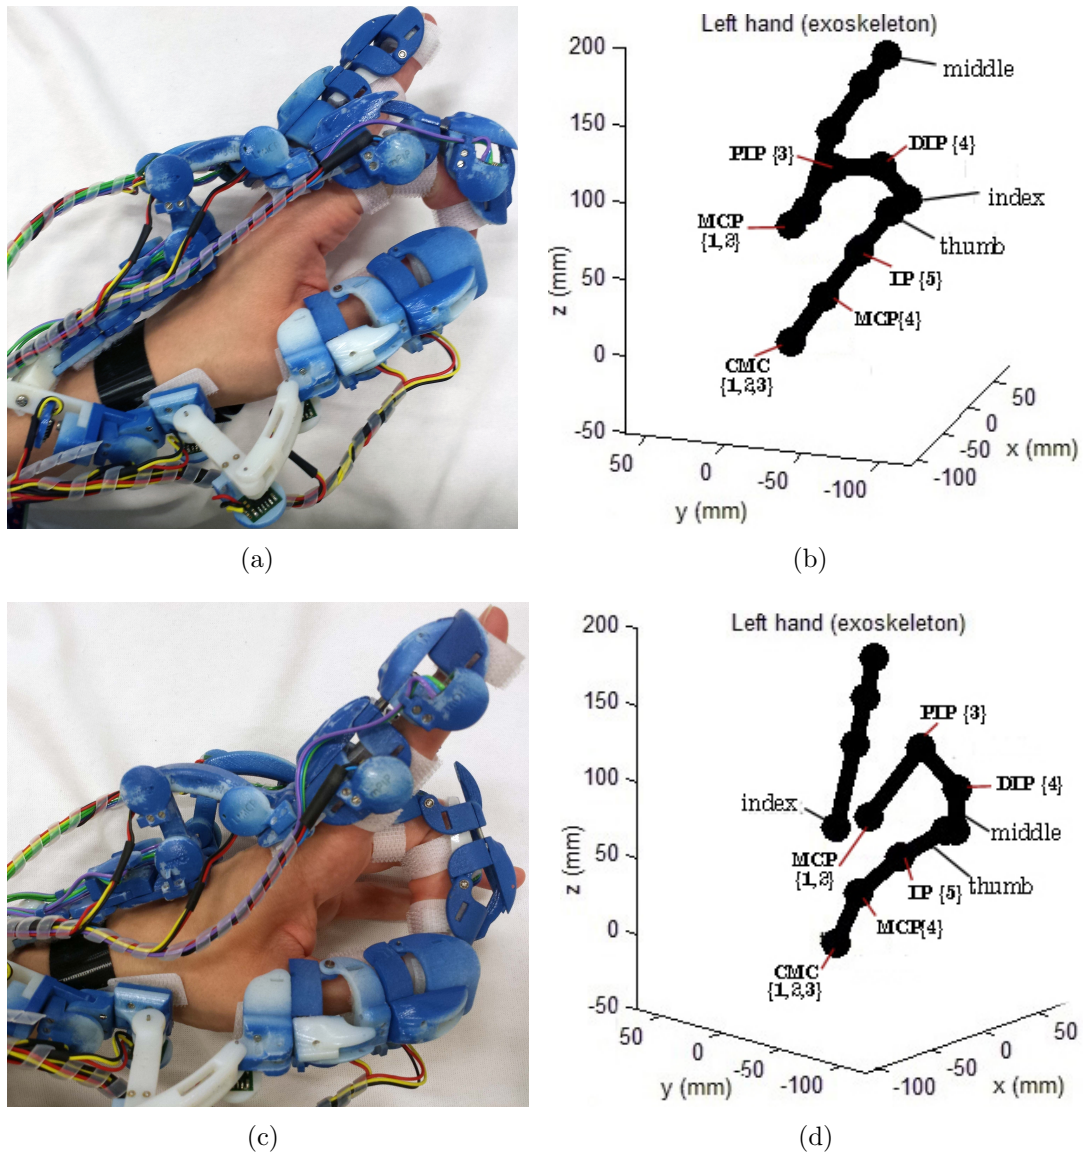 Left hand (exoskeleton)
200
middle
150
PIP {3}
DIP {4}
100
index
MCP
{1,2}
thumb
50
IP {5}
z (mm)
MCP{4}
0
CMC
{1,2,3}
50
0
-50
-50
x (mm)
50
0
-50
-100
-100
y (mm)
(a)
(b)
Left hand (exoskeleton)
200
150
PIP {3}
100
DIP {4}
index
middle
MCP
{1,2}
50
IP {5}
thumb
z (mm)
MCP{4}
0
CMC
{1,2,3}
-50
50
50
0
0
-50
-50
-100
-100
y (mm)
x (mm)
(c)
(d)